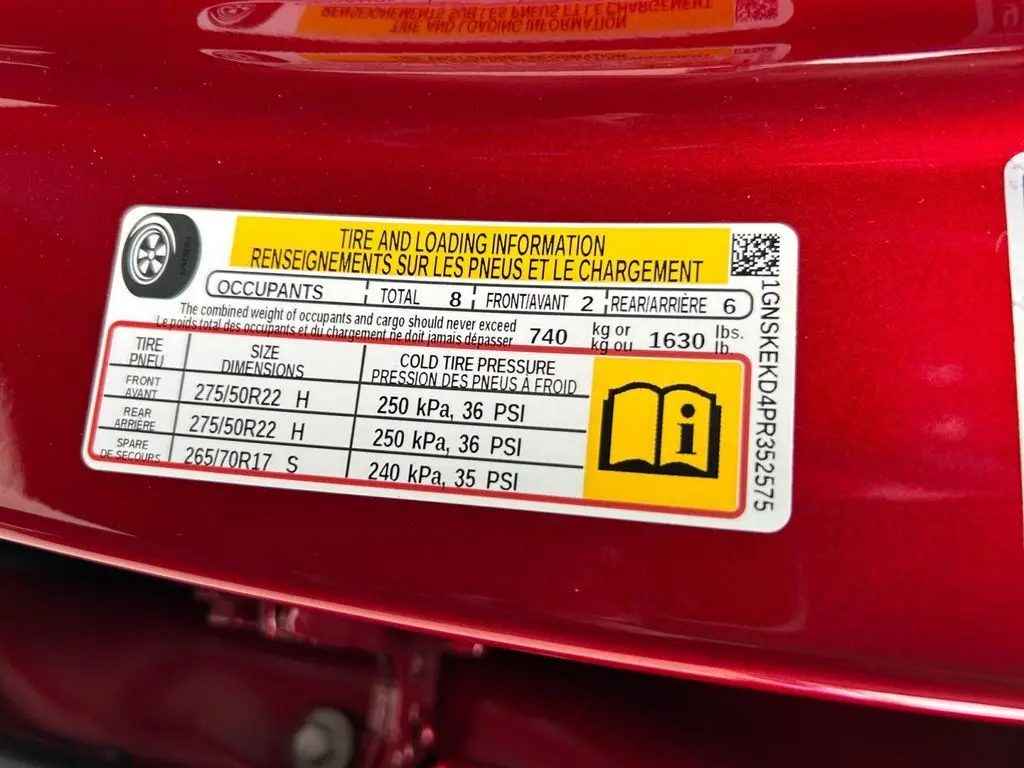 TIRE AND LOADING INFORMATION
RENSEIGNEMENTS SUR LES PNEUS ET LE CHARGEMENT
OCCUPANTS TOTAL 8 FRONT/AVANT 2 REAR/ARRIÈRE 6
The combined weight of occupants and cargo should never exceed 740 kg or 1630 lbs.
Le poids total des occupants et du chargement ne doit jamais dépasser kg ou lb.
TIRE SIZE COLD TIRE PRESSURE
PNEU DIMENSIONS PRESSION DES PNEUS À FROID
FRONT
AVANT 275/50R22 H 250 kPa, 36 PSI
REAR
ARRIÈRE 275/50R22 H 250 kPa, 36 PSI
SPARE
DE SECOURS 265/70R17 S 240 kPa, 35 PSI
1GNSKEKD4PR352575